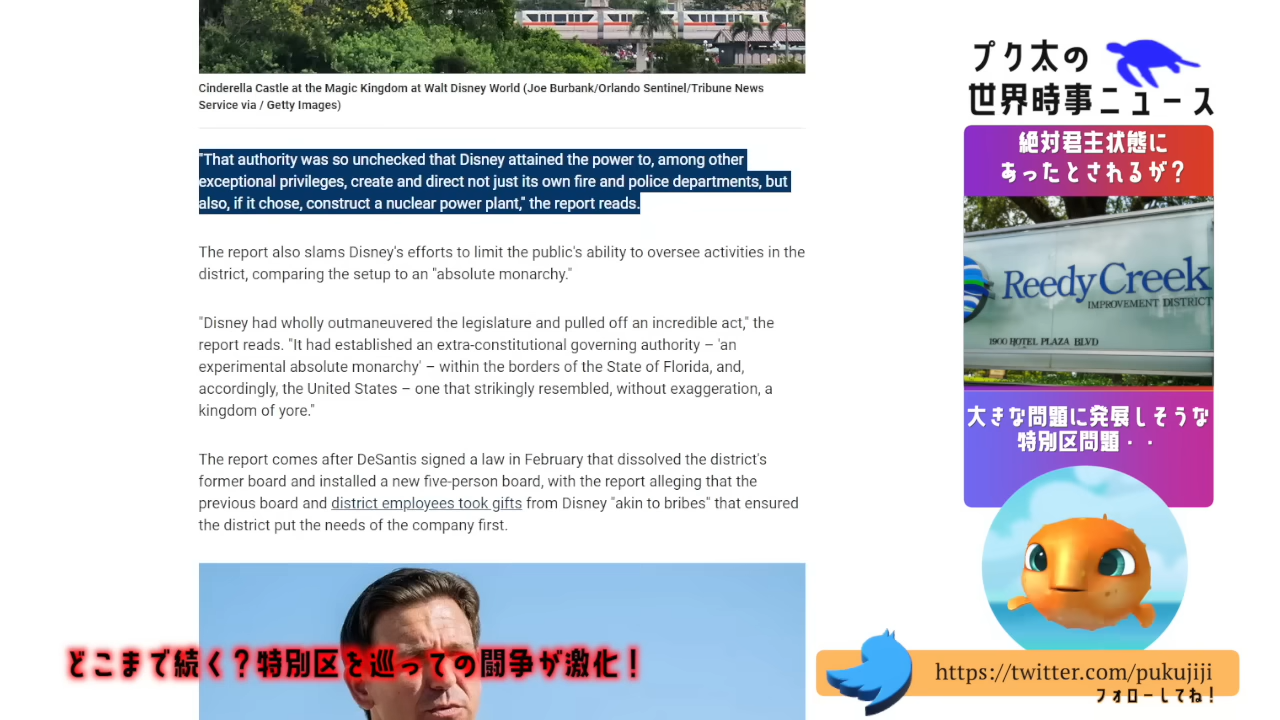 Cinderella Castle at the Magic Kingdom at Walt Disney World (Joe Burbank/Orlando Sentinel/Tribune News
Service via / Getty Images)
"That authority was so unchecked that Disney attained the power to, among other
exceptional privileges, create and direct not just its own fire and police departments, but
also, if it chose, construct a nuclear power plant," the report reads.
The report also slams Disney's efforts to limit the public's ability to oversee activities in the
district, comparing the setup to an "absolute monarchy."
"Disney had wholly outmaneuvered the legislature and pulled off an incredible act," the
report reads. "It had established an extra-constitutional governing authority – 'an
experimental absolute monarchy' – within the borders of the State of Florida, and,
accordingly, the United States – one that strikingly resembled, without exaggeration, a
kingdom of yore."
The report comes after DeSantis signed a law in February that dissolved the district's
former board and installed a new five-person board, with the report alleging that the
previous board and district employees took gifts from Disney "akin to bribes" that ensured
the district put the needs of the company first.
どこまで続く?特別区を巡っての闘争が激化!
プク太の
世界時事ニュース
絶対君主状態に
あったとされるが?
Reedy Creek
IMPROVEMENT DISTRICT
1900 HOTEL PLAZA BLVD
大きな問題に発展しそうな
特別区問題・・
https://twitter.com/pukujiji
フォローしてね!